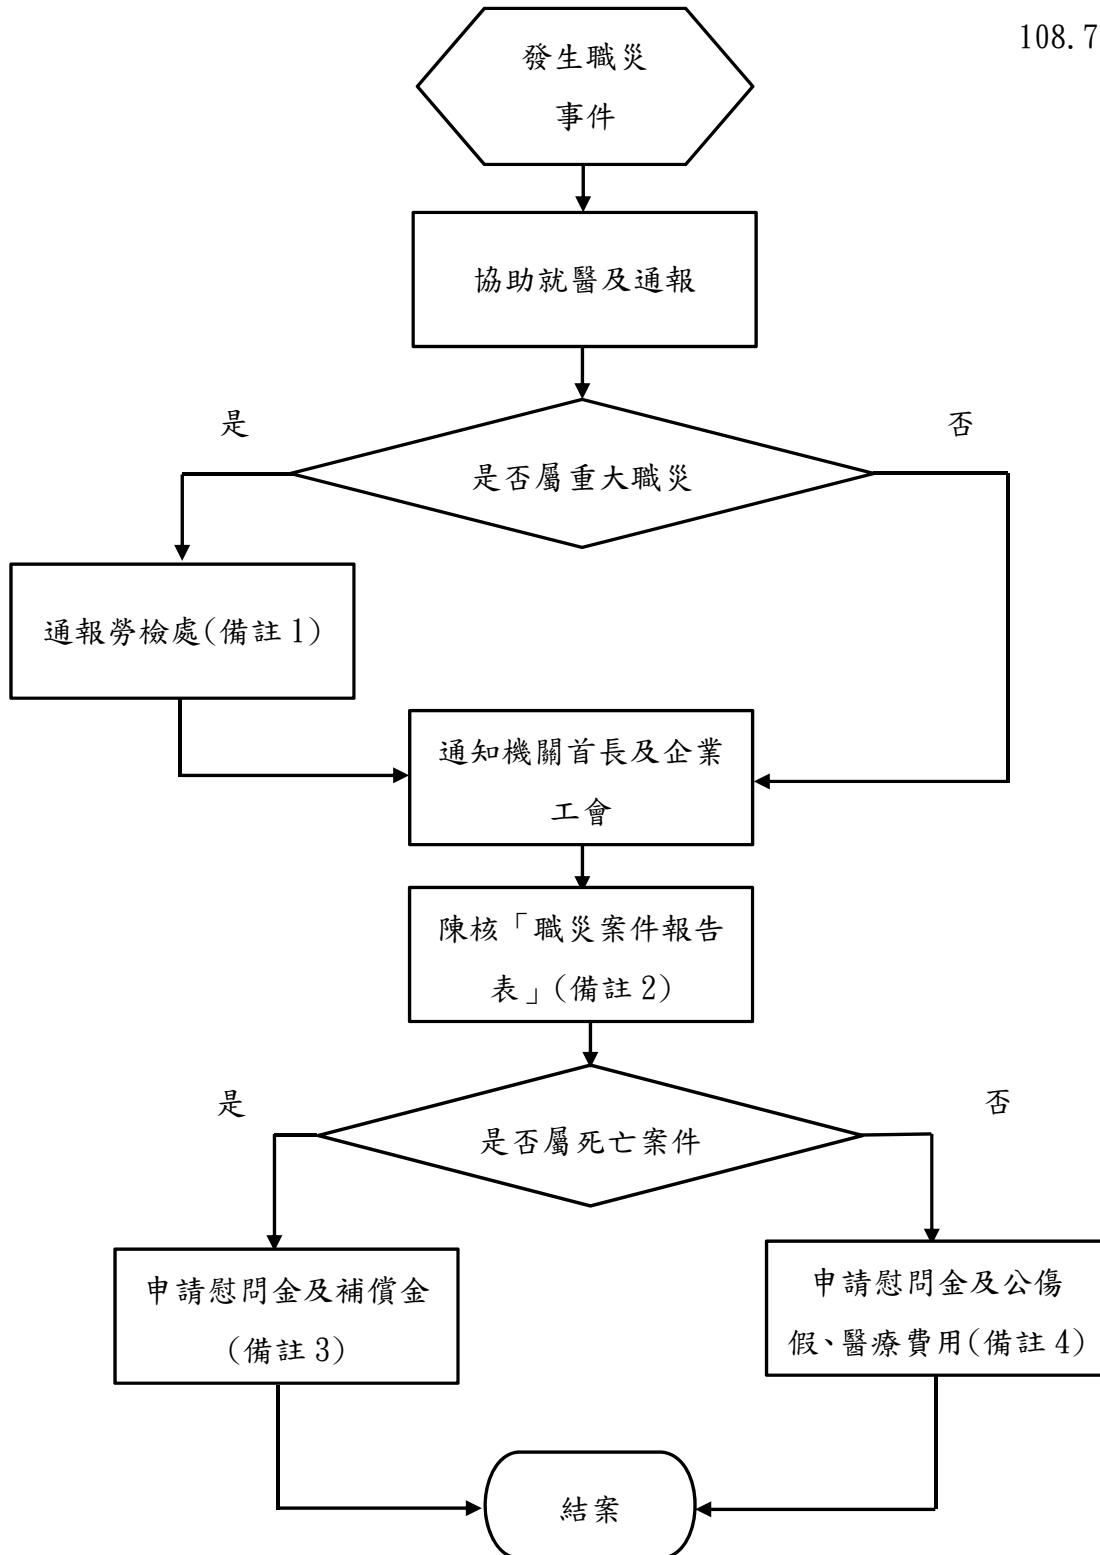 108.7
發生職災
事件
協助就醫及通報
是
否
是否屬重大職災
通報勞檢處(備註 1)
通知機關首長及企業
工會
陳核「職災案件報告
表」(備註 2)
是
否
是否屬死亡案件
申請慰問金及補償金
(備註 3)
申請慰問金及公傷
假、醫療費用(備註 4)
結案